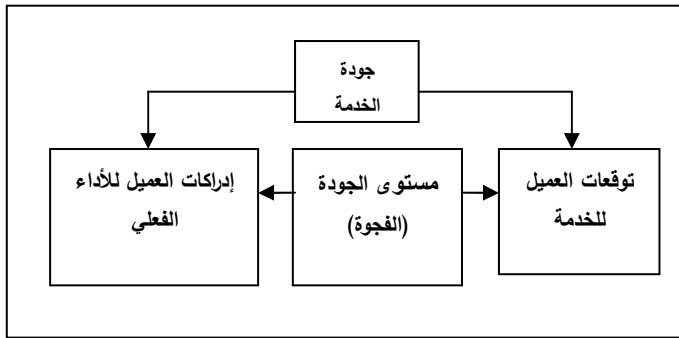 جودة
الخدمة
توقعات العميل
للخدمة
مستوى الجودة
(الفجوة)
إدراكات العميل للأداء
الفعلي